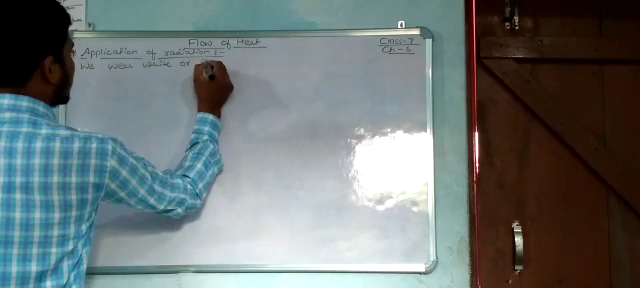 Flow of Heat
Class-7
Ch-6
* Application of radiation :-
We wear white or